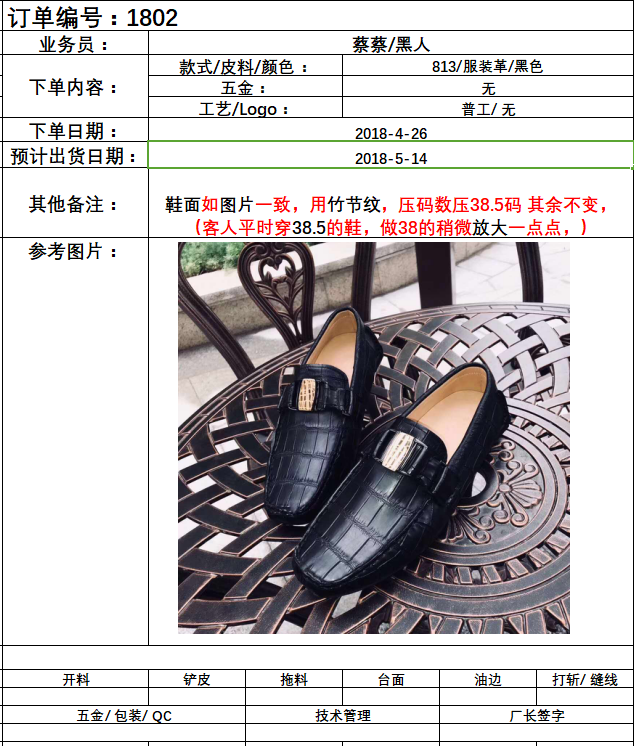 订单编号：1802
业务员： 蔡蔡/黑人
下单内容： 款式/皮料/颜色： 813/服装革/黑色
五金： 无
工艺/Logo： 普工/ 无
下单日期： 2018-4-26
预计出货日期： 2018-5-14
其他备注： 鞋面如图片一致，用竹节纹，压码数压38.5码 其余不变，
（客人平时穿38.5的鞋，做38的稍微放大一点点，）
参考图片：
开料 铲皮 拖料 台面 油边 打斩/ 缝线
五金/ 包装/ QC 技术管理 厂长签字